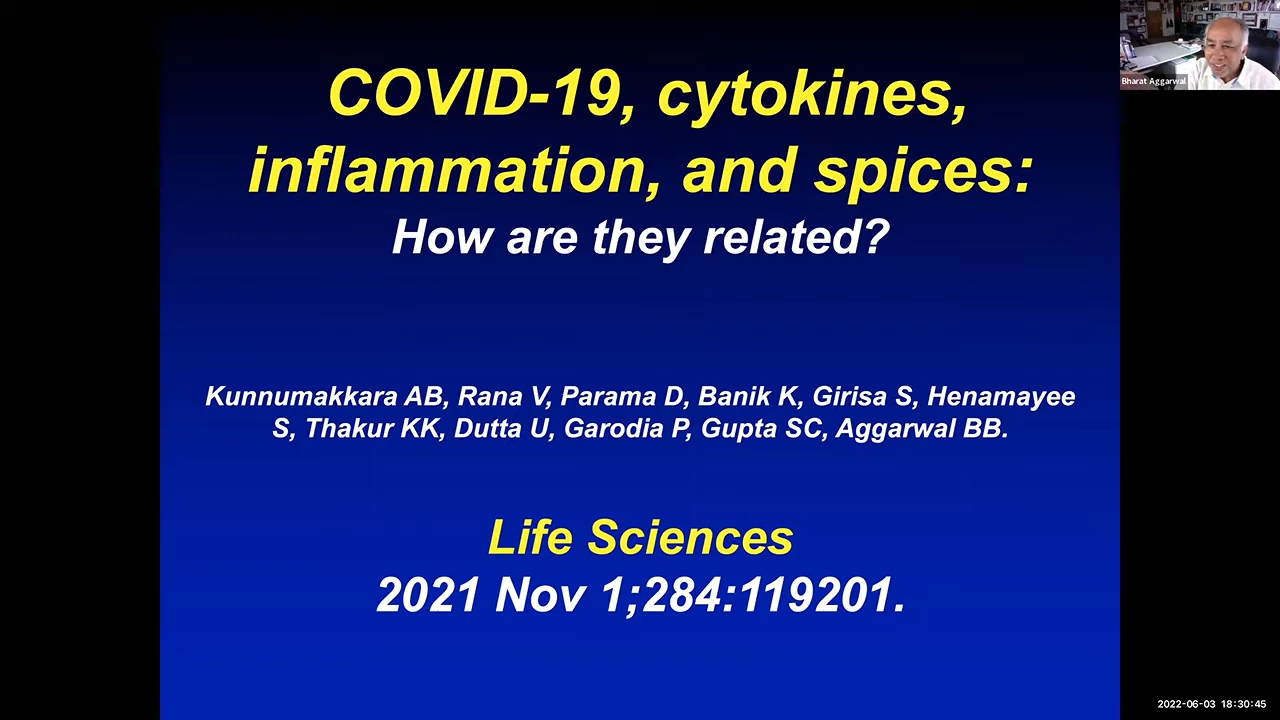 COVID-19, cytokines,
inflammation, and spices:
How are they related?
Kunnumakkara AB, Rana V, Parama D, Banik K, Girisa S, Henamayee
S, Thakur KK, Dutta U, Garodia P, Gupta SC, Aggarwal BB.
Life Sciences
2021 Nov 1;284:119201.
Bharat Aggarwal
2022-06-03 18:30:45